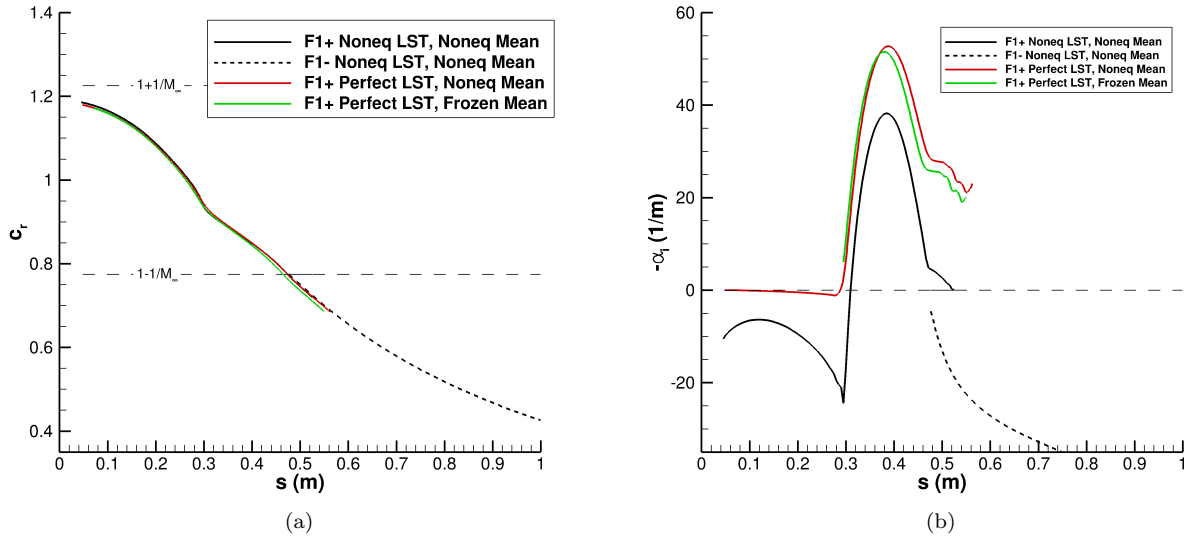 1.4
1.2
1
0.8
0.6
0.4
c_r
0 0.1 0.2 0.3 0.4 0.5 0.6 0.7 0.8 0.9 1
s (m)
F1+ Noneq LST, Noneq Mean
F1- Noneq LST, Noneq Mean
F1+ Perfect LST, Noneq Mean
F1+ Perfect LST, Frozen Mean
1+1/M∞
1-1/M∞
(a)
60
40
20
0
-20
-α_i (1/m)
0 0.1 0.2 0.3 0.4 0.5 0.6 0.7 0.8 0.9 1
s (m)
F1+ Noneq LST, Noneq Mean
F1- Noneq LST, Noneq Mean
F1+ Perfect LST, Noneq Mean
F1+ Perfect LST, Frozen Mean
(b)